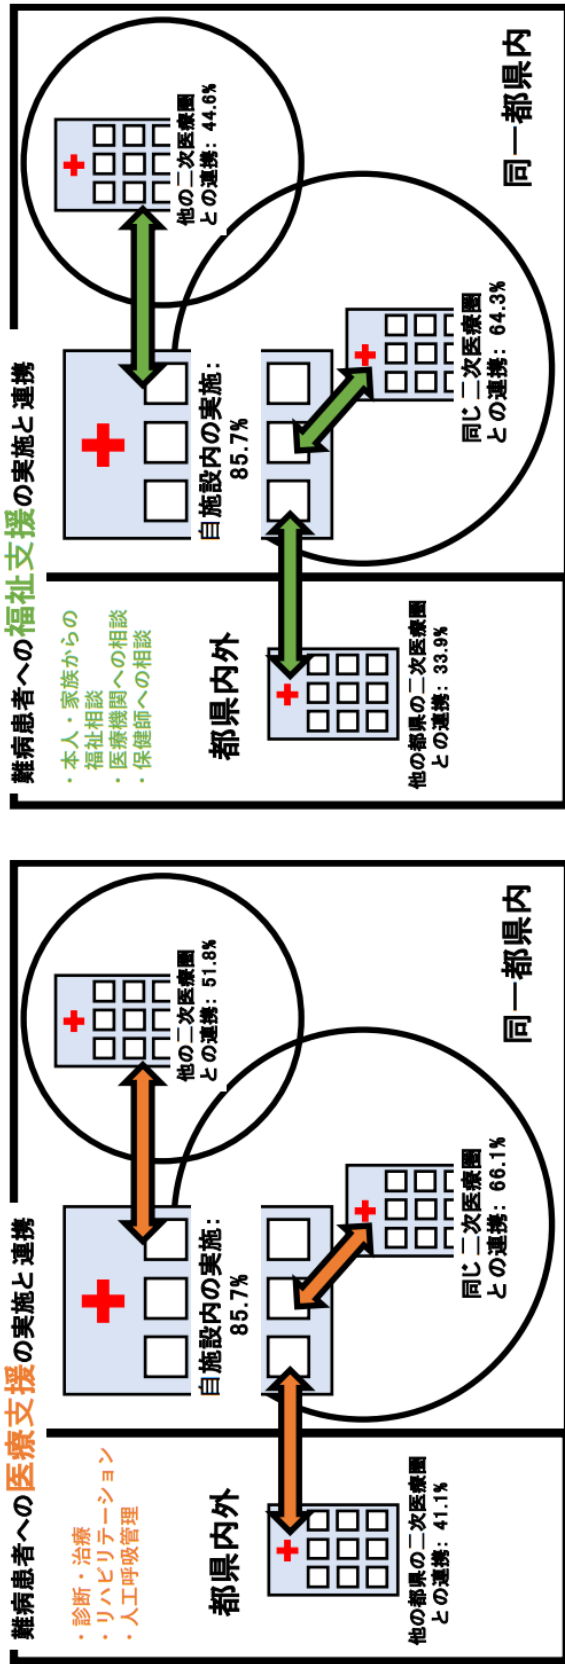 難病患者への医療支援の実施と連携
・診断・治療
・リハビリテーション
・人工呼吸管理
都県内外
他の都県の二次医療圏
との連携: 41.1%
自施設内の実施:
85.7%
他の二次医療圏
との連携: 51.8%
同じ二次医療圏
との連携: 66.1%
同一都県内
難病患者への福祉支援の実施と連携
・本人・家族からの
福祉相談
・医療機関への相談
・保健師への相談
都県内外
他の都県の二次医療圏
との連携: 33.9%
自施設内の実施:
85.7%
他の二次医療圏
との連携: 44.6%
同じ二次医療圏
との連携: 64.3%
同一都県内